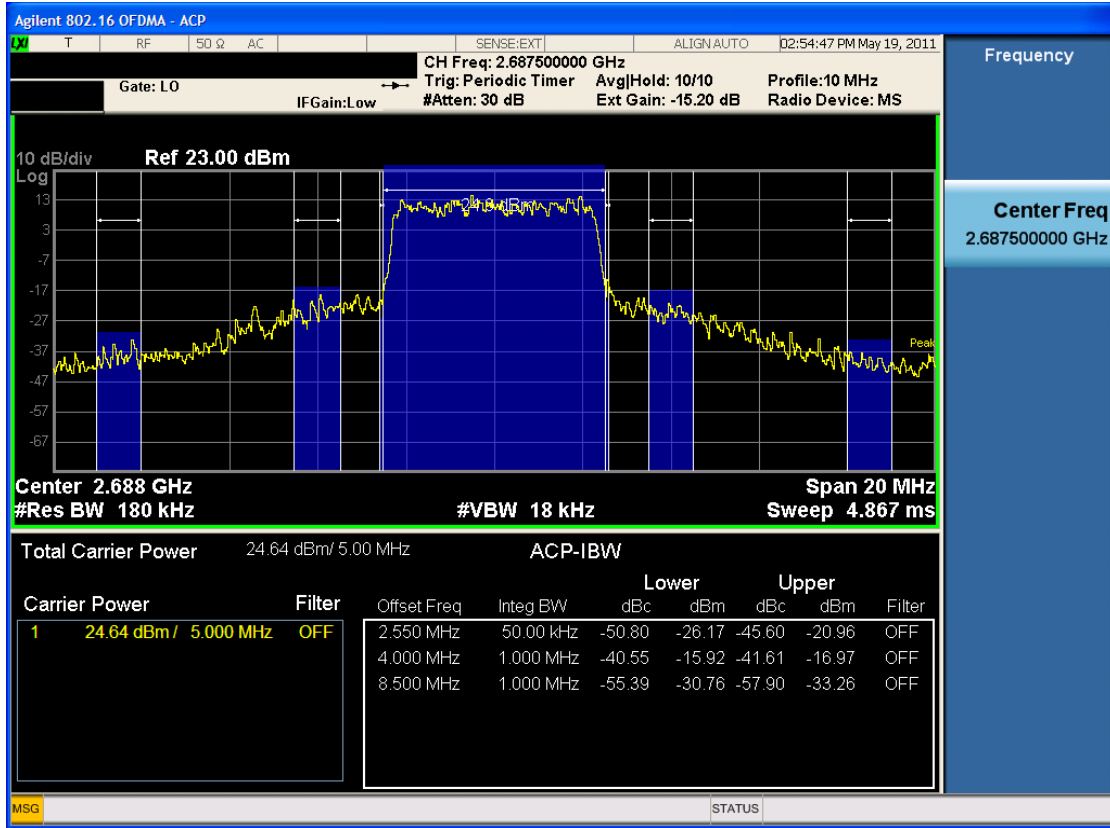 Agilent 802.16 OFDMA - ACP
LXI T RF 50 Ω AC SENSE:EXT ALIGN AUTO 02:54:47 PM May 19, 2011
CH Freq: 2.687500000 GHz
Gate: LO Trig: Periodic Timer Avg|Hold: 10/10 Profile:10 MHz
IFGain:Low #Atten: 30 dB Ext Gain: -15.20 dB Radio Device: MS
Frequency
Center Freq
2.687500000 GHz
10 dB/div Ref 23.00 dBm
Log
13
3
-7
-17
-27
-37
-47
-57
-67
Peak
Center 2.688 GHz Span 20 MHz
#Res BW 180 kHz #VBW 18 kHz Sweep 4.867 ms
Total Carrier Power 24.64 dBm/ 5.00 MHz ACP-IBW
Lower Upper
Carrier Power Filter Offset Freq Integ BW dBc dBm dBc dBm Filter
1 24.64 dBm / 5.000 MHz OFF 2.550 MHz 50.00 kHz -50.80 -26.17 -45.60 -20.96 OFF
4.000 MHz 1.000 MHz -40.55 -15.92 -41.61 -16.97 OFF
8.500 MHz 1.000 MHz -55.39 -30.76 -57.90 -33.26 OFF
MSG STATUS